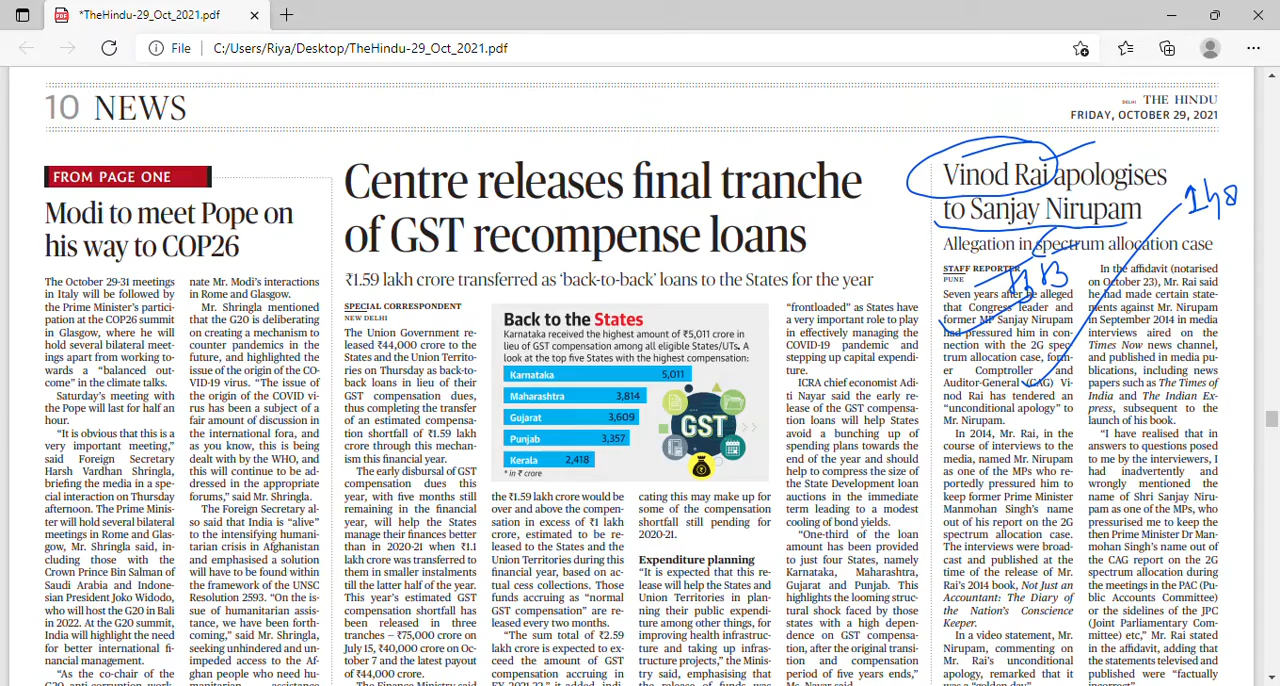 *TheHindu-29_Oct_2021.pdf
File
C:/Users/Riya/Desktop/TheHindu-29_Oct_2021.pdf
10 NEWS
DELHI THE HINDU
FRIDAY, OCTOBER 29, 2021
FROM PAGE ONE
Modi to meet Pope on
his way to COP26
The October 29-31 meetings
in Italy will be followed by
the Prime Minister's partici-
pation at the COP26 summit
in Glasgow, where he will
hold several bilateral meet-
ings apart from working to-
wards a "balanced out-
come" in the climate talks.
Saturday's meeting with
the Pope will last for half an
hour.
"It is obvious that this is a
very important meeting,"
said Foreign Secretary
Harsh Vardhan Shringla,
briefing the media in a spe-
cial interaction on Thursday
afternoon. The Prime Minis-
ter will hold several bilateral
meetings in Rome and Glas-
gow, Mr. Shringla said, in-
cluding those with the
Crown Prince Bin Salman of
Saudi Arabia and Indone-
sian President Joko Widodo,
who will host the G20 in Bali
in 2022. At the G20 summit,
India will highlight the need
for better international fi-
nancial management.
"As the co-chair of the
G20 anti-corruption work-
nate Mr. Modi's interactions
in Rome and Glasgow.
Mr. Shringla mentioned
that the G20 is deliberating
on creating a mechanism to
counter pandemics in the
future, and highlighted the
issue of the origin of the CO-
VID-19 virus. "The issue of
the origin of the COVID vi-
rus has been a subject of a
fair amount of discussion in
the international fora, and
as you know, this is being
dealt with by the WHO, and
this will continue to be ad-
dressed in the appropriate
forums," said Mr. Shringla.
The Foreign Secretary al-
so said that India is "alive"
to the intensifying humani-
tarian crisis in Afghanistan
and emphasised a solution
will have to be found within
the framework of the UNSC
Resolution 2593. "On the is-
sue of humanitarian assis-
tance, we have been forth-
coming," said Mr. Shringla,
seeking unhindered and un-
impeded access to the Af-
ghan people who need hu-
manitarian assistance
Centre releases final tranche
of GST recompense loans
₹1.59 lakh crore transferred as 'back-to-back' loans to the States for the year
SPECIAL CORRESPONDENT
NEW DELHI
The Union Government re-
leased ₹44,000 crore to the
States and the Union Territo-
ries on Thursday as back-to-
back loans in lieu of their
GST compensation dues,
thus completing the transfer
of an estimated compensa-
tion shortfall of ₹1.59 lakh
crore through this mechan-
ism this financial year.
The early disbursal of GST
compensation dues this
year, with five months still
remaining in the financial
year, will help the States
manage their finances better
than in 2020-21 when ₹1.1
lakh crore was transferred to
them in smaller instalments
till the latter half of the year.
This year's estimated GST
compensation shortfall has
been released in three
tranches – ₹75,000 crore on
July 15, ₹40,000 crore on Oc-
tober 7 and the latest payout
of ₹44,000 crore.
The Finance Ministry said
Back to the States
Karnataka received the highest amount of ₹5,011 crore in
lieu of GST compensation among all eligible States/UTs. A
look at the top five States with the highest compensation:
Karnataka 5,011
Maharashtra 3,814
Gujarat 3,609
Punjab 3,357
Kerala 2,418
* in ₹ crore
GST
the ₹1.59 lakh crore would be
over and above the compen-
sation in excess of ₹1 lakh
crore, estimated to be re-
leased to the States and the
Union Territories during this
financial year, based on ac-
tual cess collections. Those
funds accruing as "normal
GST compensation" are re-
leased every two months.
"The sum total of ₹2.59
lakh crore is expected to ex-
ceed the amount of GST
compensation accruing in
FY 2021-22," it added, indi-
cating this may make up for
some of the compensation
shortfall still pending for
2020-21.
Expenditure planning
"It is expected that this re-
lease will help the States and
Union Territories in plan-
ning their public expendi-
ture among other things, for
improving health infrastruc-
ture and taking up infras-
tructure projects," the Minis-
try said, emphasising that
the release of funds was
"frontloaded" as States have
a very important role to play
in effectively managing the
COVID-19 pandemic and
stepping up capital expendi-
ture.
ICRA chief economist Adi-
ti Nayar said the early re-
lease of the GST compensa-
tion loans will help States
avoid a bunching up of
spending plans towards the
end of the year and should
help to compress the size of
the State Development loan
auctions in the immediate
term leading to a modest
cooling of bond yields.
"One-third of the loan
amount has been provided
to just four States, namely
Karnataka, Maharashtra,
Gujarat and Punjab. This
highlights the looming struc-
tural shock faced by those
states with a high depen-
dence on GST compensa-
tion, after the original transi-
tion and compensation
period of five years ends,"
Ms. Nayar said.
Vinod Rai apologises
to Sanjay Nirupam
148
Allegation in spectrum allocation case
STAFF REPORTER
PUNE
Seven years after he alleged
that Congress leader and
former MP Sanjay Nirupam
had pressured him in con-
nection with the 2G spec-
trum allocation case, form-
er Comptroller and
Auditor-General (CAG) Vi-
nod Rai has tendered an
"unconditional apology" to
Mr. Nirupam.
In 2014, Mr. Rai, in the
course of interviews to the
media, named Mr. Nirupam
as one of the MPs who re-
portedly pressured him to
keep former Prime Minister
Manmohan Singh's name
out of his report on the 2G
spectrum allocation case.
The interviews were broad-
cast and published at the
time of the release of Mr.
Rai's 2014 book, Not Just an
Accountant: The Diary of
the Nation's Conscience
Keeper.
In a video statement, Mr.
Nirupam, commenting on
Mr. Rai's unconditional
apology, remarked that it
was a "golden day"
In the affidavit (notarised
on October 23), Mr. Rai said
he had made certain state-
ments against Mr. Nirupam
in September 2014 in media
interviews aired on the
Times Now news channel,
and published in media pu-
blications, including news
papers such as The Times of
India and The Indian Ex-
press, subsequent to the
launch of his book.
"I have realised that in
answer to questions posed
to me by the interviewers, I
had inadvertently and
wrongly mentioned the
name of Shri Sanjay Niru-
pam as one of the MPs, who
pressurised me to keep the
then Prime Minister Dr Man-
mohan Singh's name out of
the CAG report on the 2G
spectrum allocation during
the meetings in the PAC (Pu-
blic Accounts Committee)
or the sidelines of the JPC
(Joint Parliamentary Com-
mittee) etc," Mr. Rai stated
in the affidavit, adding that
the statements televised and
published were "factually
incorrect"